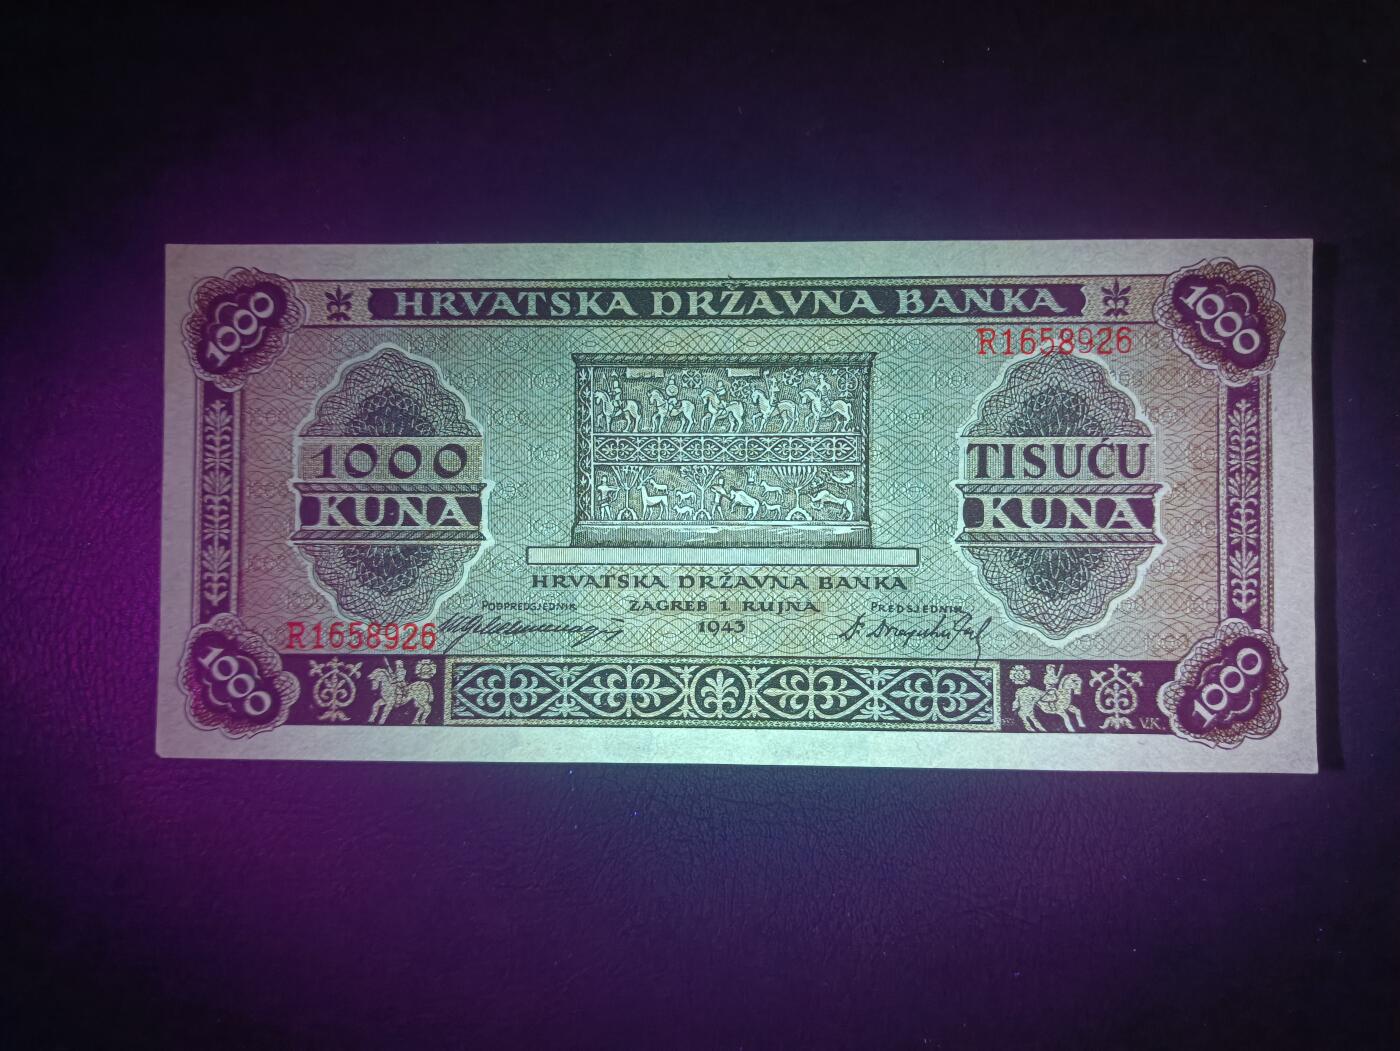 1000 HRVATSKA DRŽAVNA BANKA 1000
R1658926
1000
KUNA
TISUĆU
KUNA
HRVATSKA DRŽAVNA BANKA
PODPREDSJEDNIK ZAGREB 1 RUJNA PREDSJEDNIK
1943
R1658926
1000 1000
V.K.